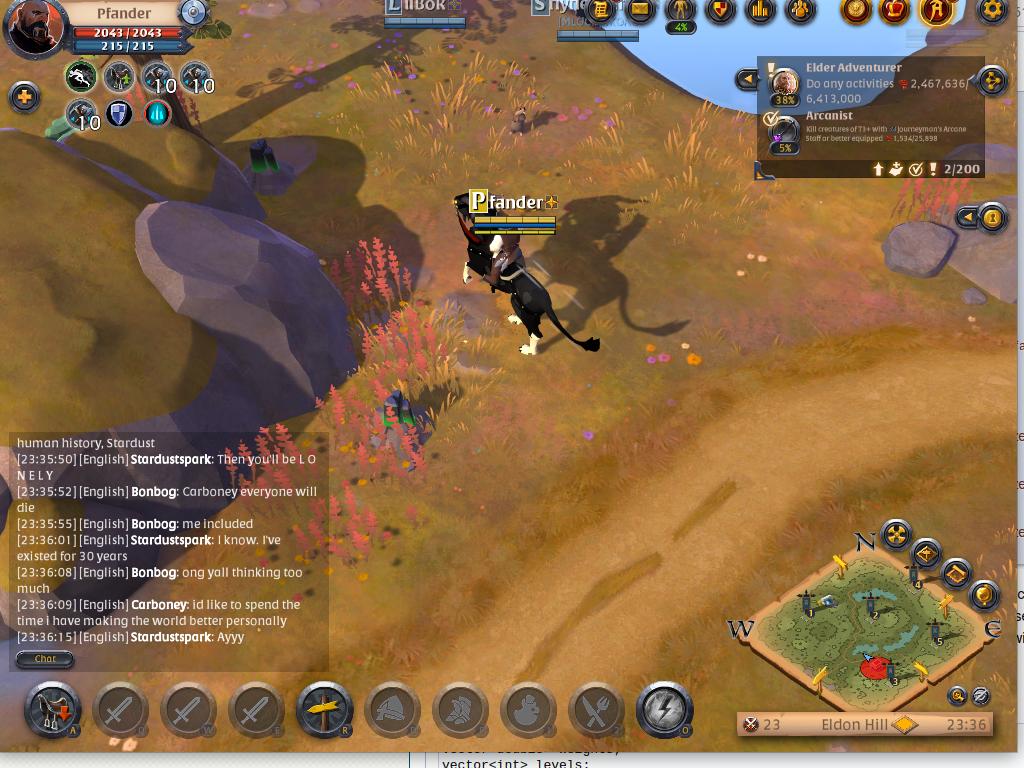 Pfander
2043 / 2043
215 / 215
4%
10
10
10
Elder Adventurer
Do any activities 2,467,636/
6,413,000
38%
Arcanist
Kill creatures of T3+ with Journeyman's Arcane
Staff or better equipped 1,534/25,898
5%
2/200
Pfander
human history, Stardust
[23:35:50] [English] Stardustspark: Then you'll be L O
N E L Y
[23:35:52] [English] Bonbog: Carboney everyone will
die
[23:35:55] [English] Bonbog: me included
[23:36:01] [English] Stardustspark: I know. I've
existed for 30 years
[23:36:08] [English] Bonbog: ong yall thinking too
much
[23:36:09] [English] Carboney: id like to spend the
time i have making the world better personally
[23:36:15] [English] Stardustspark: Ayyy
Chat
N
W
E
1
2
3
4
5
A
Q
W
E
R
D
F
O
23
Eldon Hill
23:36
vector<int> levels;